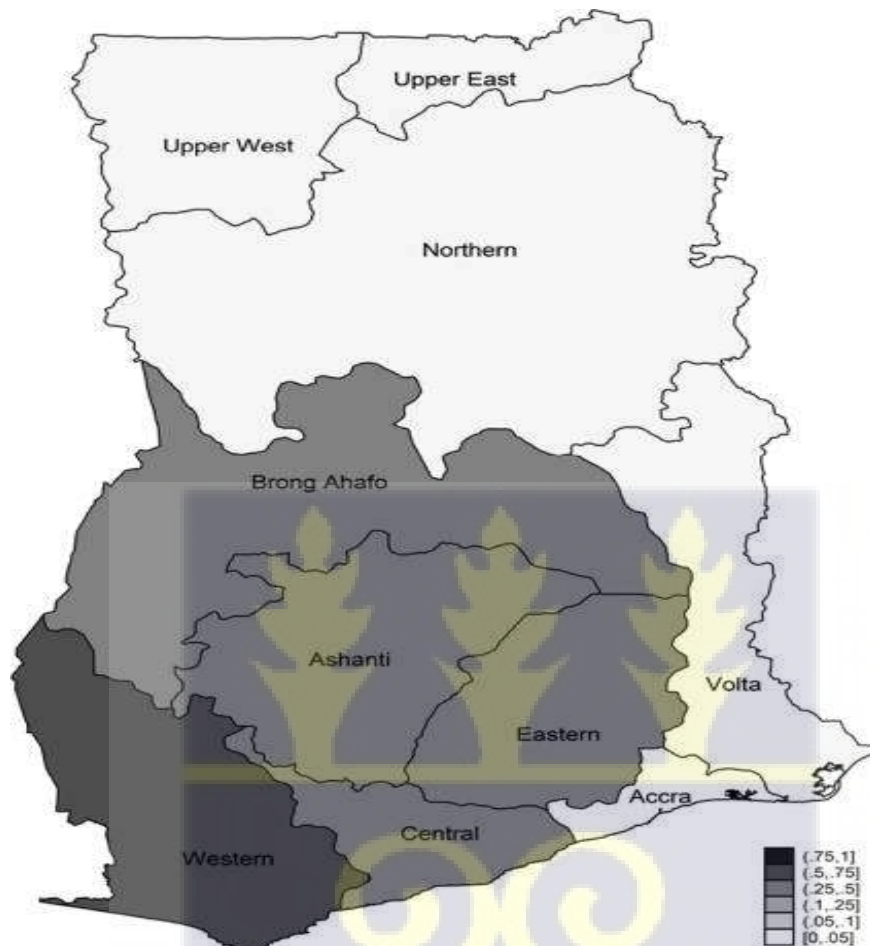 Upper East
Upper West
Northern
Brong Ahafo
Ashanti
Volta
Eastern
Accra
Central
Western
(.75,1]
(.5,.75]
(.25,.5]
(.1,.25]
(.05,.1]
[0,.05]